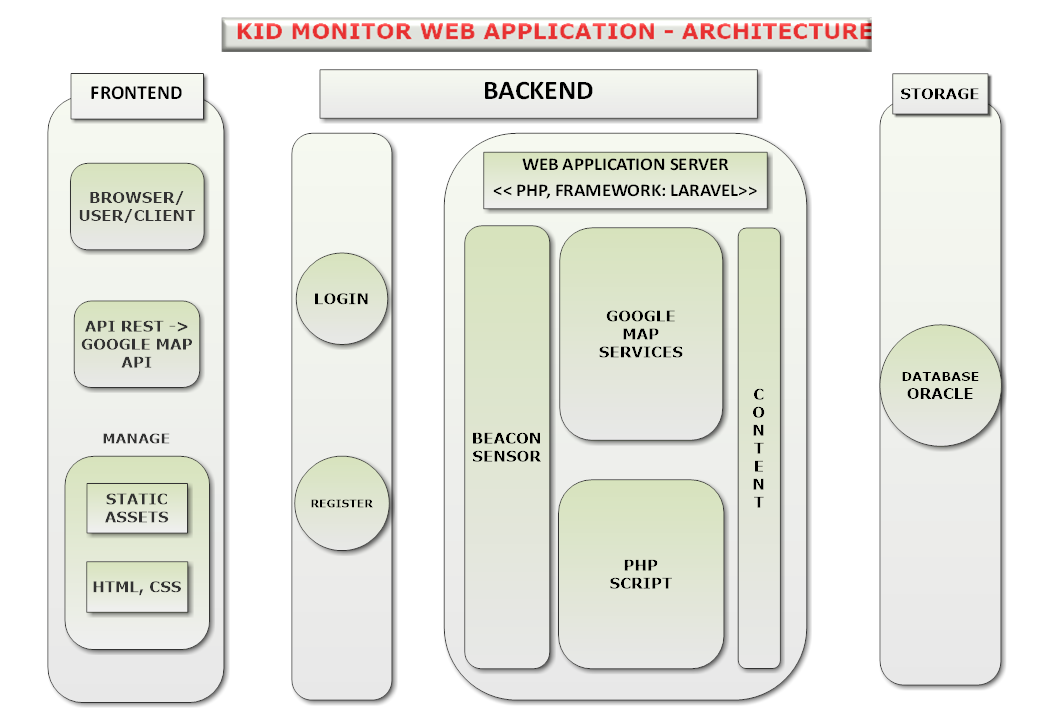 KID MONITOR WEB APPLICATION - ARCHITECTURE
FRONTEND
BROWSER/
USER/CLIENT
API REST ->
GOOGLE MAP
API
MANAGE
STATIC
ASSETS
HTML, CSS
BACKEND
LOGIN
REGISTER
WEB APPLICATION SERVER
<< PHP, FRAMEWORK: LARAVEL>>
BEACON
SENSOR
GOOGLE
MAP
SERVICES
PHP
SCRIPT
C
O
N
T
E
N
T
STORAGE
DATABASE
ORACLE